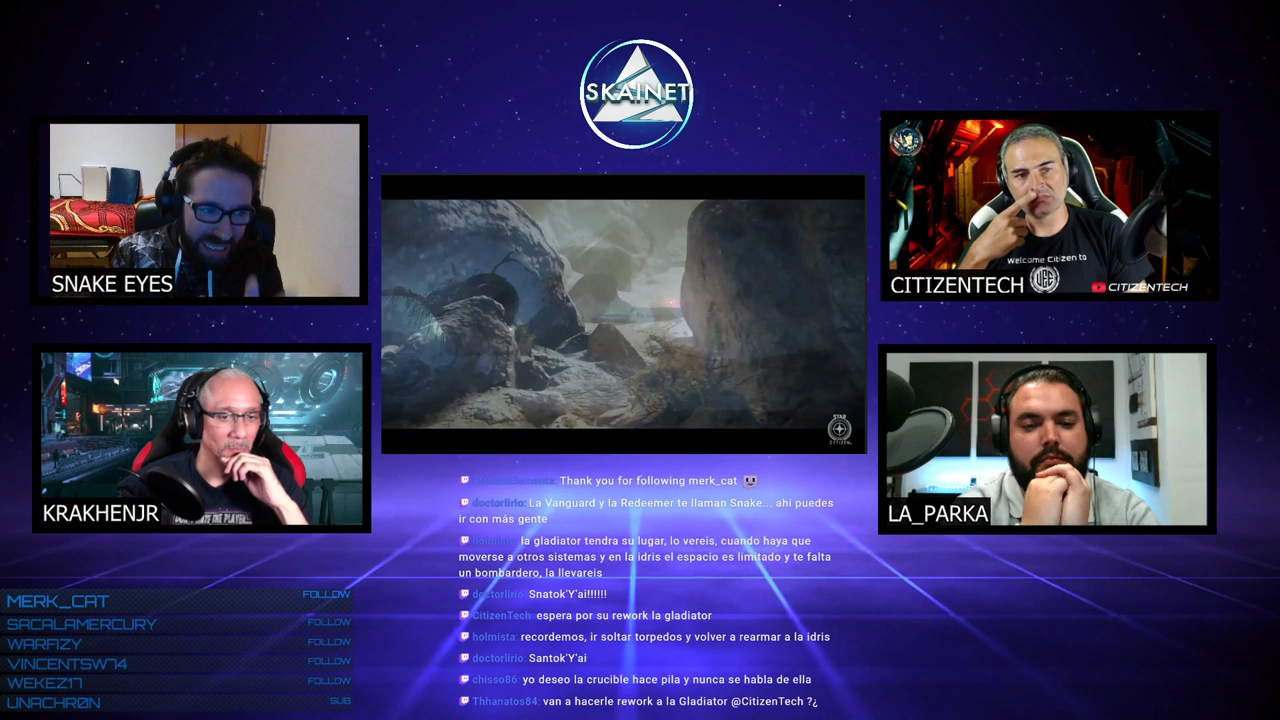 SKAINET
SNAKE EYES
Welcome Citizen to
UEE
CITIZENTECH
CITIZENTECH
STAR
CITIZEN
KRAKHENJR
LA_PARKA
Thank you for following merk_cat
doctorlirio: La Vanguard y la Redeemer te llaman Snake... ahí puedes
ir con más gente
holmista: la gladiator tendra su lugar, lo vereis, cuando haya que
moverse a otros sistemas y en la idris el espacio es limitado y te falta
un bombardero, la llevareis
doctorlirio: Snatok'Y'ai!!!!!!
CitizenTech: espera por su rework la gladiator
holmista: recordemos, ir soltar torpedos y volver a rearmar a la idris
doctorlirio: Santok'Y'ai
chisso86: yo deseo la crucible hace pila y nunca se habla de ella
Thhanatos84: van a hacerle rework a la Gladiator @CitizenTech ?¿
MERK_CAT FOLLOW
SACALAMERCURY FOLLOW
WARFIZY FOLLOW
VINCENTSW74 FOLLOW
WEKEZ17 FOLLOW
UNACHR0N SUB